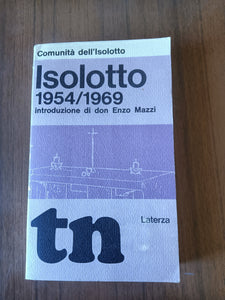 Comunità dell'Isolotto
Isolotto
1954/1969
introduzione di don Enzo Mazzi
Laterza
tn